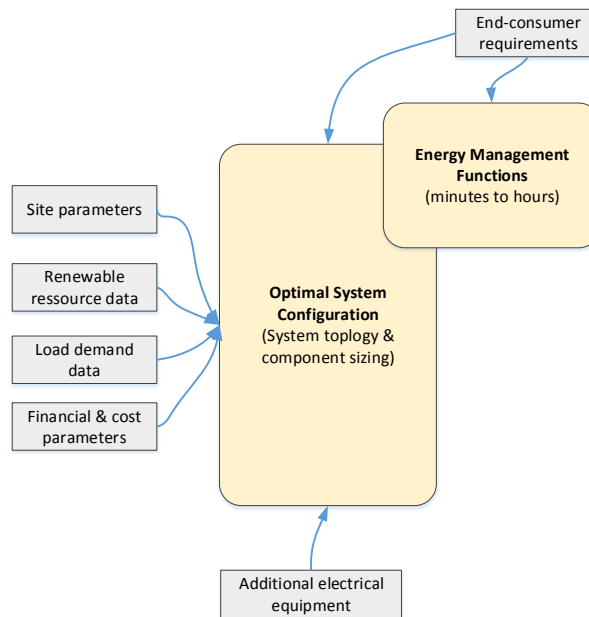 End-consumer
requirements
Energy Management
Functions
(minutes to hours)
Site parameters
Renewable
ressource data
Load demand
data
Financial & cost
parameters
Optimal System
Configuration
(System toplogy &
component sizing)
Additional electrical
equipment